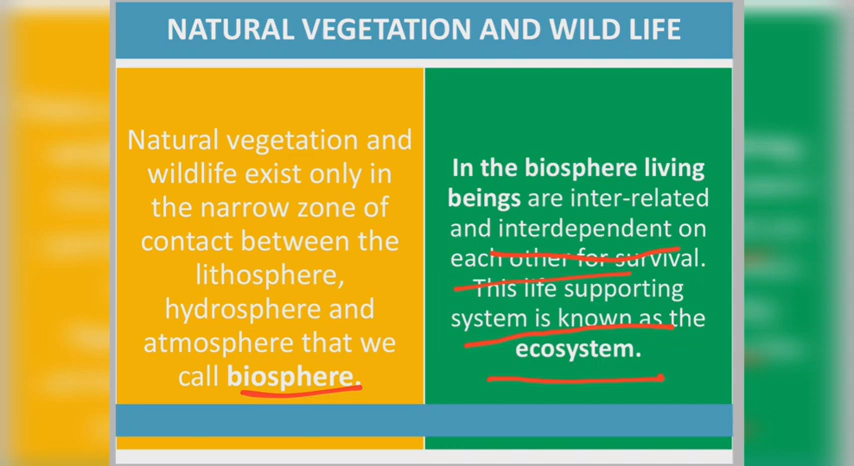 NATURAL VEGETATION AND WILD LIFE
Natural vegetation and
wildlife exist only in
the narrow zone of
contact between the
lithosphere,
hydrosphere and
atmosphere that we
call biosphere.
In the biosphere living
beings are inter-related
and interdependent on
each other for survival.
This life supporting
system is known as the
ecosystem.